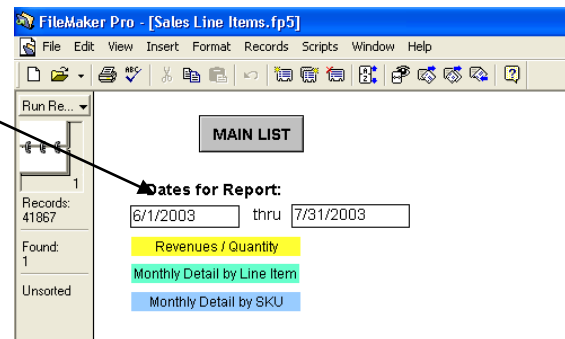 FileMaker Pro - [Sales Line Items.fp5]
File Edit View Insert Format Records Scripts Window Help
ABC
A Z
?
Run Re...
MAIN LIST
1
Dates for Report:
Records:
41867
6/1/2003 thru 7/31/2003
Found:
1
Revenues / Quantity
Monthly Detail by Line Item
Unsorted
Monthly Detail by SKU